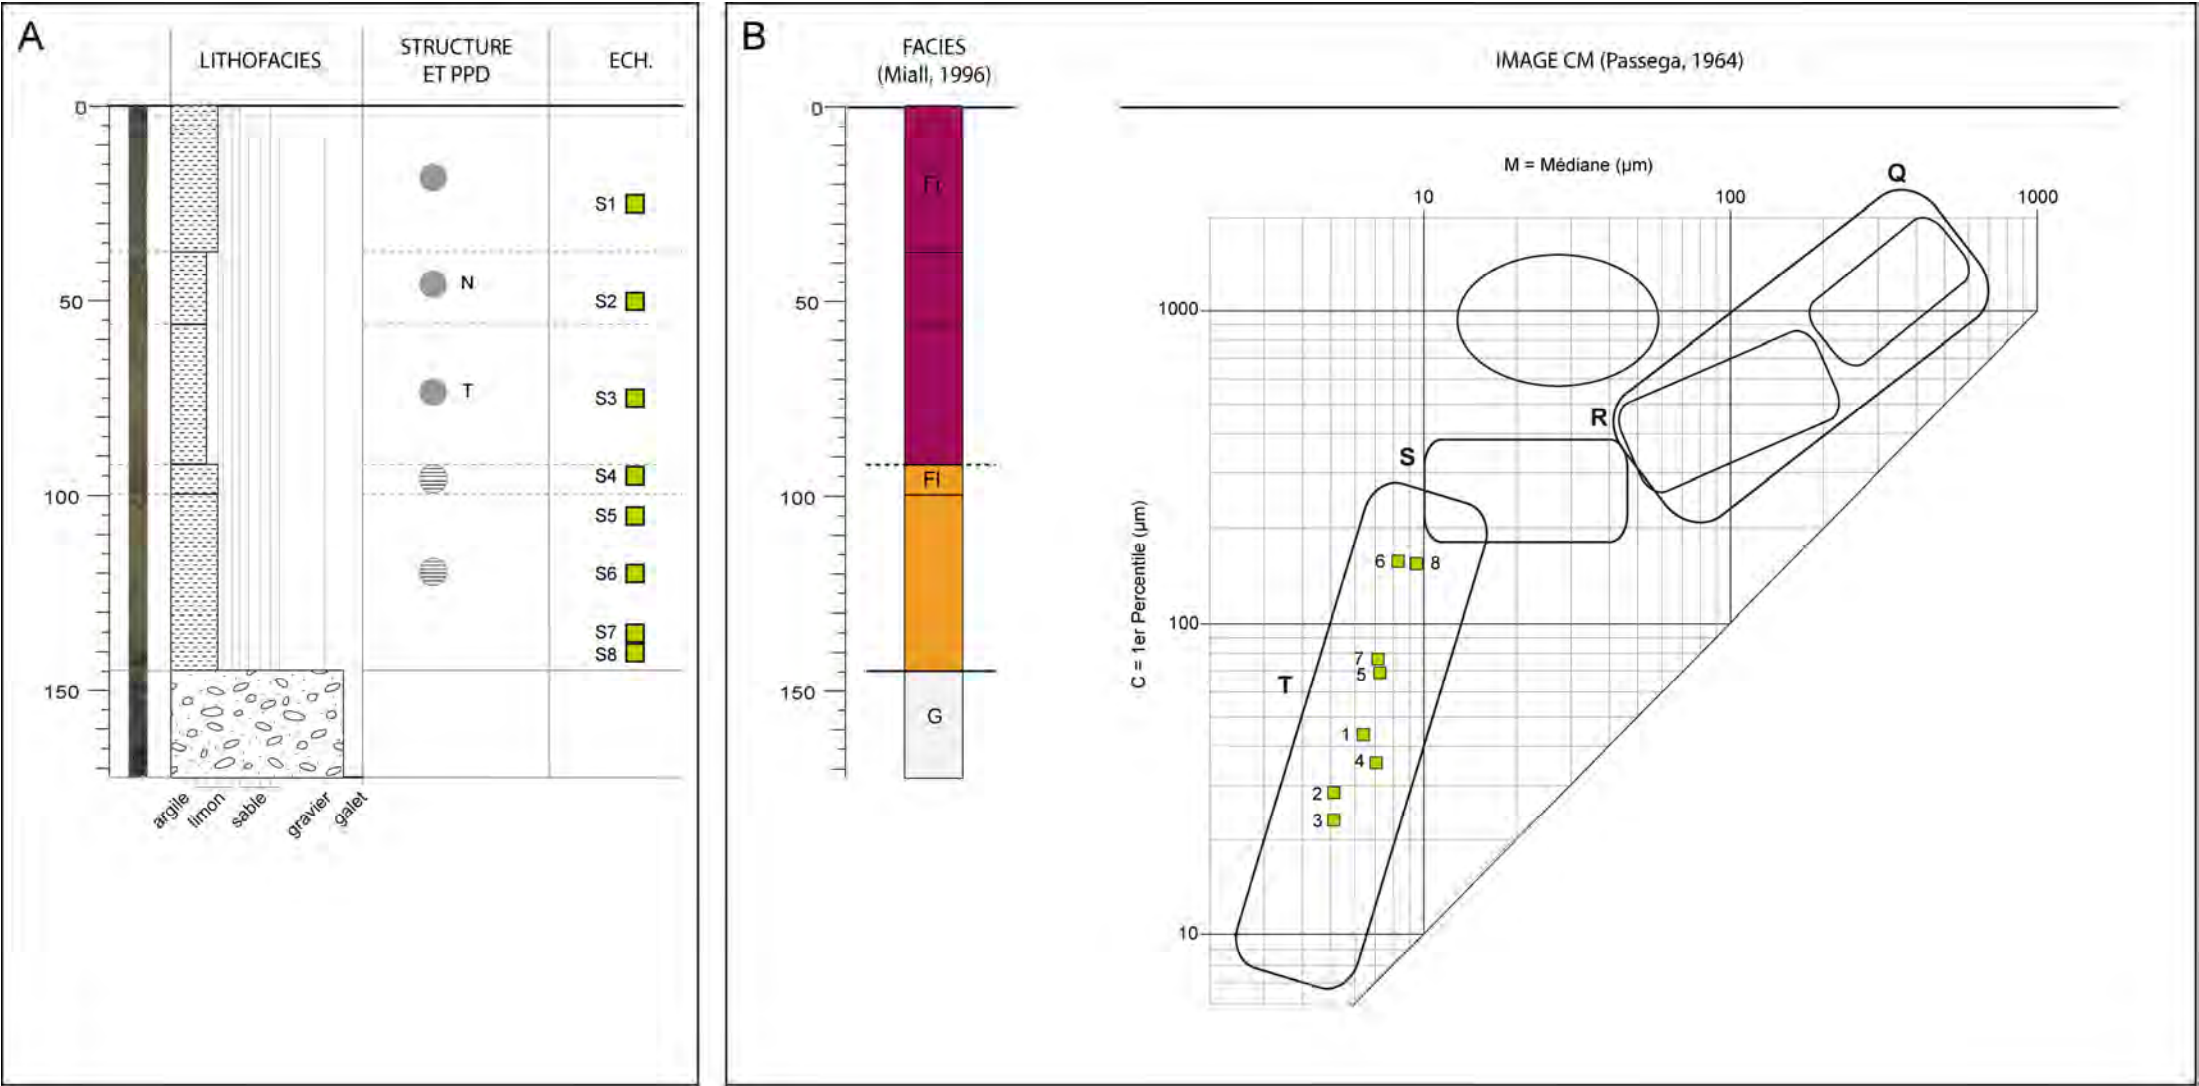 A
LITHOFACIES
STRUCTURE
ET PPD
ECH.
0
50
100
150
N
T
S1
S2
S3
S4
S5
S6
S7
S8
argile
limon
sable
gravier
galet
B
FACIES
(Miall, 1996)
0
50
100
150
Fl
G
IMAGE CM (Passega, 1964)
M = Médiane (µm)
10
100
1000
C = 1er Percentile (µm)
1000
100
10
Q
R
S
T
6
8
7
5
1
4
2
3